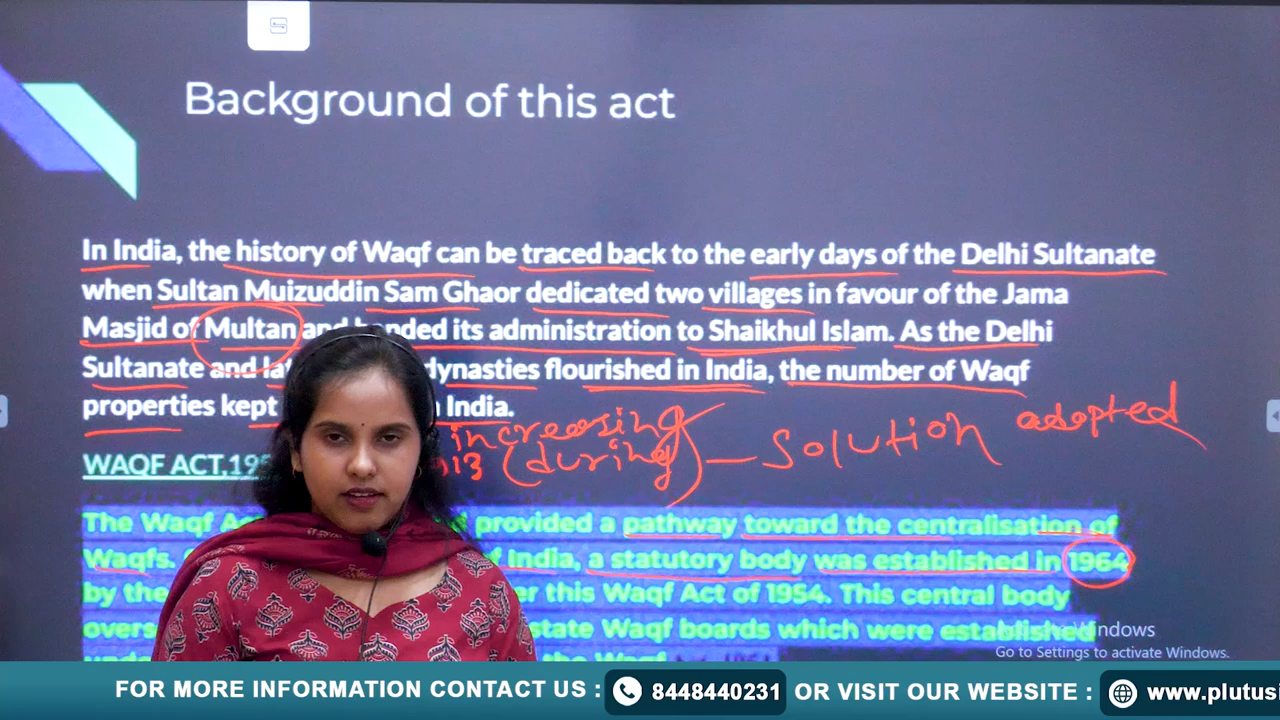 Background of this act
In India, the history of Waqf can be traced back to the early days of the Delhi Sultanate
when Sultan Muizuddin Sam Ghaor dedicated two villages in favour of the Jama
Masjid of Multan and handed its administration to Shaikhul Islam. As the Delhi
Sultanate and dynasties flourished in India, the number of Waqf
properties kept India.
increasing
(during) — Solution adopted
WAQF ACT,195
The Waqf provided a pathway toward the centralisation of
Waqfs. India, a statutory body was established in 1964
by the this Waqf Act of 1954. This central body
state Waqf boards which were established
the Waqf
Go to Settings to activate Windows.
FOR MORE INFORMATION CONTACT US : 8448440231 OR VISIT OUR WEBSITE : www.plutusi